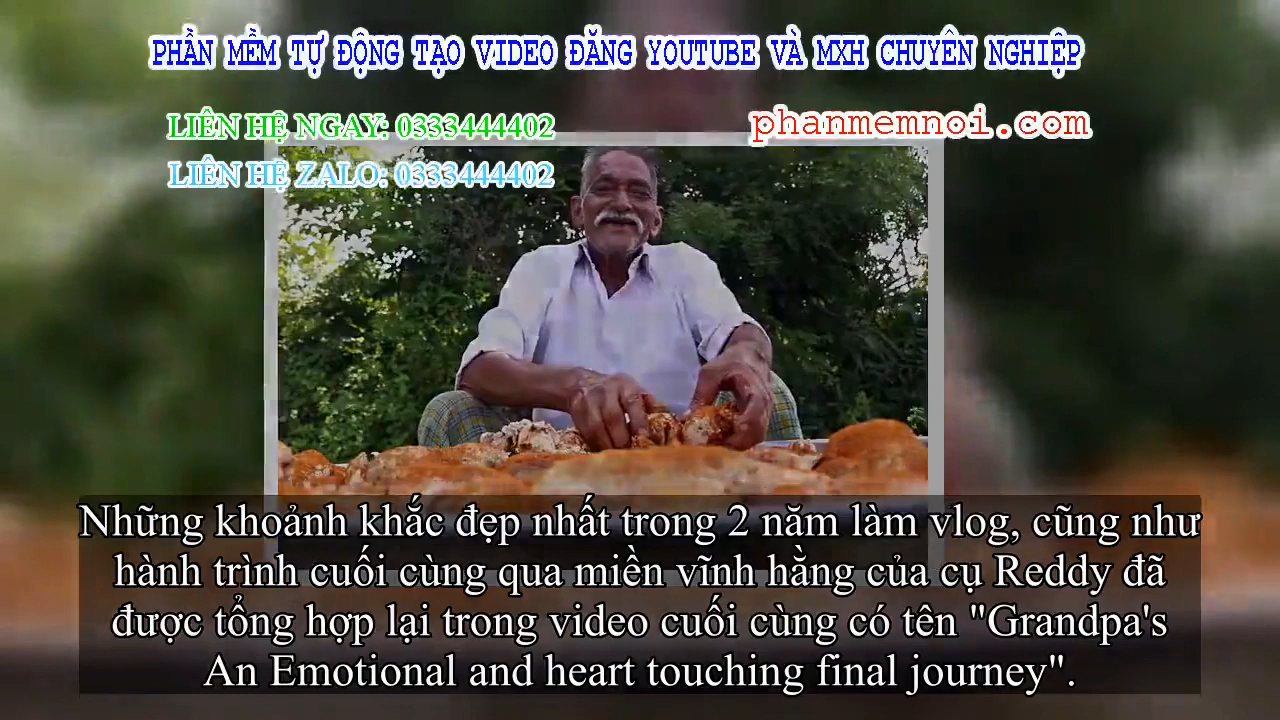 PHẦN MỀM TỰ ĐỘNG TẠO VIDEO ĐĂNG YOUTUBE VÀ MXH CHUYÊN NGHIỆP
LIÊN HỆ NGAY: 0333444402
phanmemnoi.com
LIÊN HỆ ZALO: 0333444402
Những khoảnh khắc đẹp nhất trong 2 năm làm vlog, cũng như
hành trình cuối cùng qua miền vĩnh hằng của cụ Reddy đã
được tổng hợp lại trong video cuối cùng có tên "Grandpa's
An Emotional and heart touching final journey".